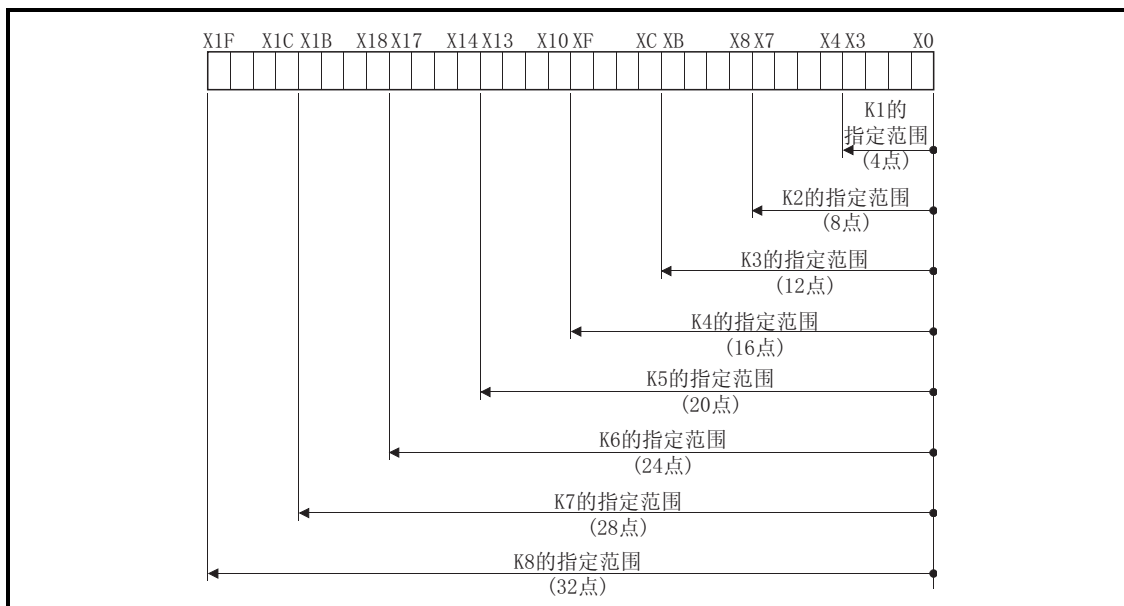 X1F X1C X1B X18 X17 X14 X13 X10 XF XC XB X8 X7 X4 X3 X0
K1的
指定范围
(4点)
K2的指定范围
(8点)
K3的指定范围
(12点)
K4的指定范围
(16点)
K5的指定范围
(20点)
K6的指定范围
(24点)
K7的指定范围
(28点)
K8的指定范围
(32点)